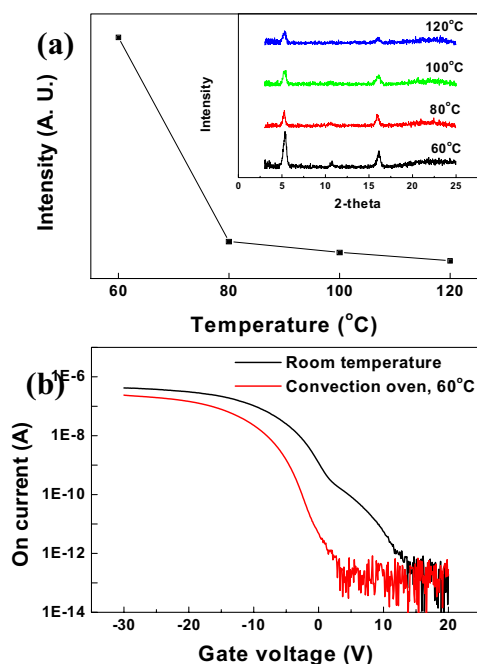 (a)
Intensity (A. U.)
Intensity
120°C
100°C
80°C
60°C
0 5 10 15 20 25
2-theta
60 80 100 120
Temperature (°C)
(b)
On current (A)
Room temperature
Convection oven, 60°C
1E-6
1E-8
1E-10
1E-12
1E-14
-30 -20 -10 0 10 20
Gate voltage (V)